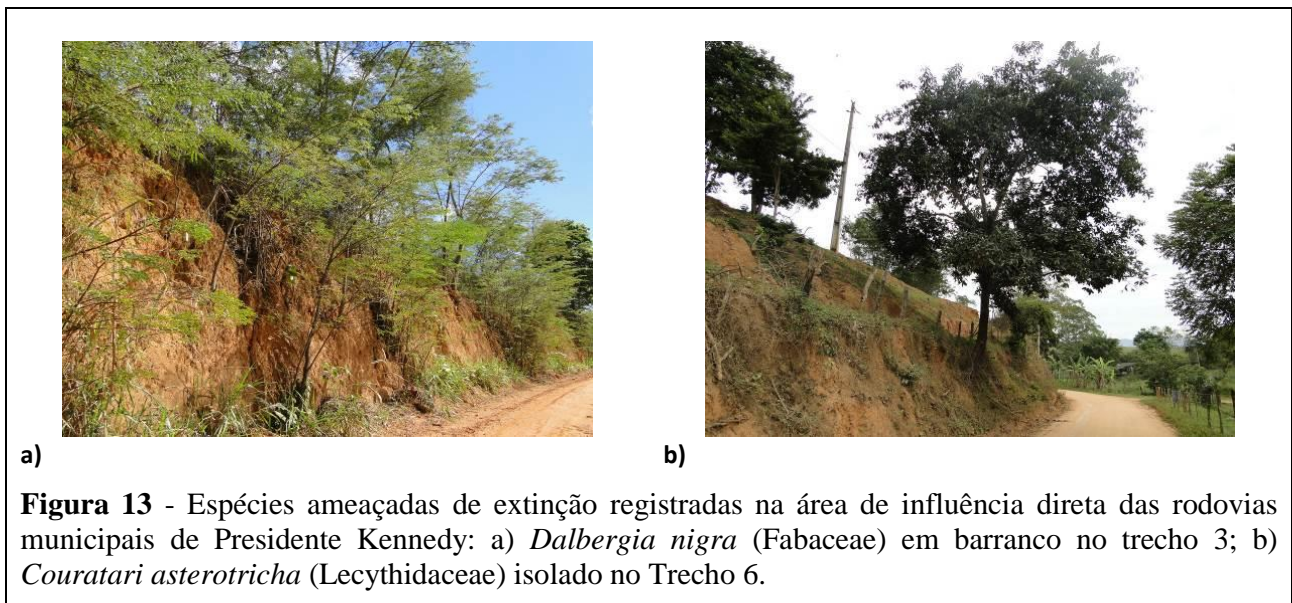 a)
b)
Figura 13 - Espécies ameaçadas de extinção registradas na área de influência direta das rodovias
municipais de Presidente Kennedy: a) Dalbergia nigra (Fabaceae) em barranco no trecho 3; b)
Couratari asterotricha (Lecythidaceae) isolado no Trecho 6.